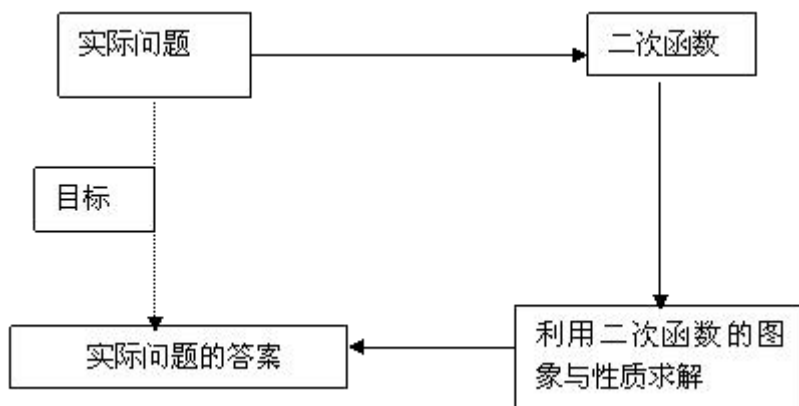 实际问题
二次函数
目标
实际问题的答案
利用二次函数的图
象与性质求解